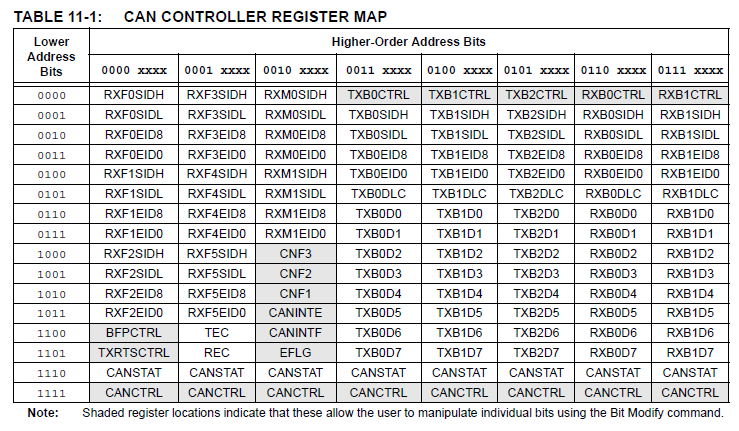 TABLE 11-1: CAN CONTROLLER REGISTER MAP
Lower Address Bits Higher-Order Address Bits
0000 xxxx 0001 xxxx 0010 xxxx 0011 xxxx 0100 xxxx 0101 xxxx 0110 xxxx 0111 xxxx
0000 RXF0SIDH RXF3SIDH RXM0SIDH TXB0CTRL TXB1CTRL TXB2CTRL RXB0CTRL RXB1CTRL
0001 RXF0SIDL RXF3SIDL RXM0SIDL TXB0SIDH TXB1SIDH TXB2SIDH RXB0SIDH RXB1SIDH
0010 RXF0EID8 RXF3EID8 RXM0EID8 TXB0SIDL TXB1SIDL TXB2SIDL RXB0SIDL RXB1SIDL
0011 RXF0EID0 RXF3EID0 RXM0EID0 TXB0EID8 TXB1EID8 TXB2EID8 RXB0EID8 RXB1EID8
0100 RXF1SIDH RXF4SIDH RXM1SIDH TXB0EID0 TXB1EID0 TXB2EID0 RXB0EID0 RXB1EID0
0101 RXF1SIDL RXF4SIDL RXM1SIDL TXB0DLC TXB1DLC TXB2DLC RXB0DLC RXB1DLC
0110 RXF1EID8 RXF4EID8 RXM1EID8 TXB0D0 TXB1D0 TXB2D0 RXB0D0 RXB1D0
0111 RXF1EID0 RXF4EID0 RXM1EID0 TXB0D1 TXB1D1 TXB2D1 RXB0D1 RXB1D1
1000 RXF2SIDH RXF5SIDH CNF3 TXB0D2 TXB1D2 TXB2D2 RXB0D2 RXB1D2
1001 RXF2SIDL RXF5SIDL CNF2 TXB0D3 TXB1D3 TXB2D3 RXB0D3 RXB1D3
1010 RXF2EID8 RXF5EID8 CNF1 TXB0D4 TXB1D4 TXB2D4 RXB0D4 RXB1D4
1011 RXF2EID0 RXF5EID0 CANINTE TXB0D5 TXB1D5 TXB2D5 RXB0D5 RXB1D5
1100 BFPCTRL TEC CANINTF TXB0D6 TXB1D6 TXB2D6 RXB0D6 RXB1D6
1101 TXRTSCTRL REC EFLG TXB0D7 TXB1D7 TXB2D7 RXB0D7 RXB1D7
1110 CANSTAT CANSTAT CANSTAT CANSTAT CANSTAT CANSTAT CANSTAT CANSTAT
1111 CANCTRL CANCTRL CANCTRL CANCTRL CANCTRL CANCTRL CANCTRL CANCTRL
Note: Shaded register locations indicate that these allow the user to manipulate individual bits using the Bit Modify command.